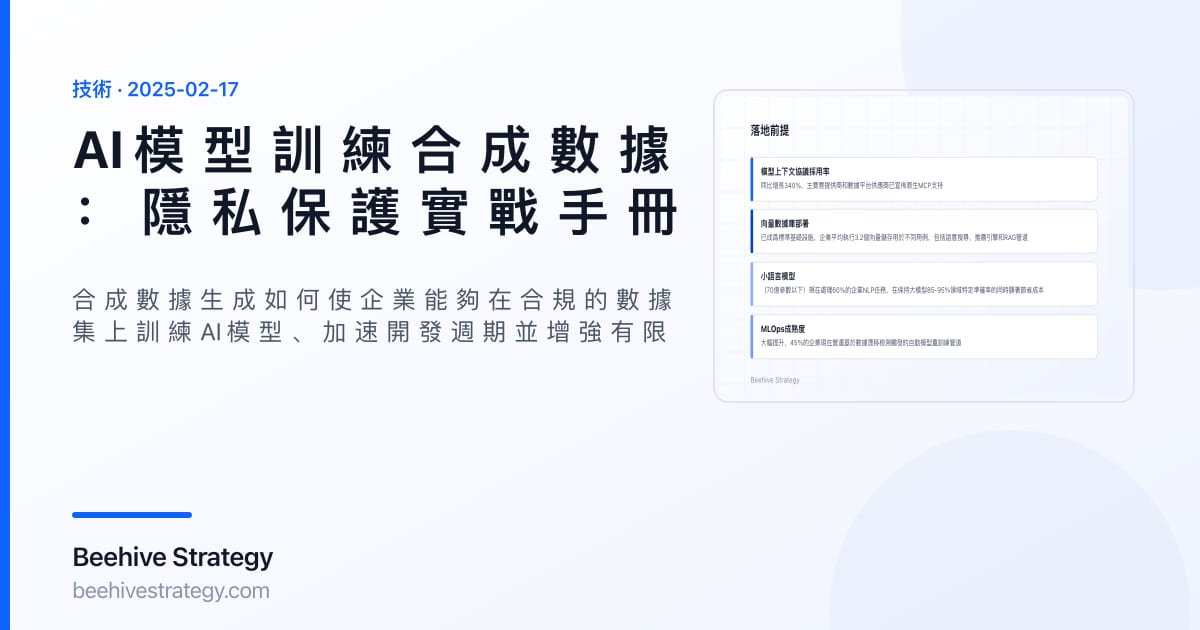 技術 · 2025-02-17
AI模型訓練合成數據
：隱私保護實戰手冊
合成數據生成如何使企業能夠在合規的數據
集上訓練AI模型、加速開發週期並增強有限
Beehive Strategy
beehivestrategy.com
落地前提
模型上下文協議採用率
同比增長340%，主要雲提供商和數據平台供應商已宣佈原生MCP支持
向量數據庫部署
已成為標準基礎設施，企業平均執行3.2個向量儲存用於不同用例，包括語意搜尋、推薦引擎和RAG管道
小語言模型
（70億參數以下）現在處理60%的企業NLP任務，在保持大模型85-95%領域特定準確率的同時顯著節省成本
MLOps成熟度
大幅提升，45%的企業現在營運基於數據漂移檢測觸發的自動模型重訓練管道
Beehive Strategy